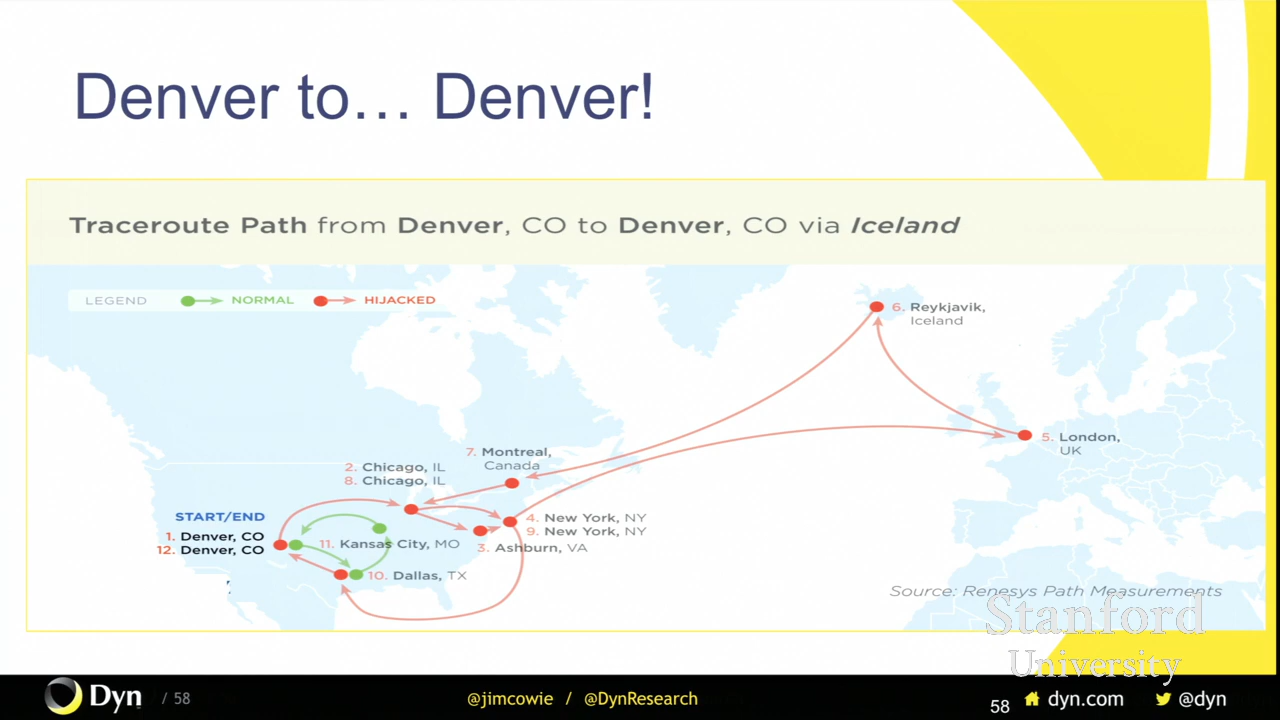 Denver to… Denver!
Traceroute Path from Denver, CO to Denver, CO via Iceland
LEGEND NORMAL HIJACKED
6. Reykjavik,
Iceland
5. London,
UK
7. Montreal,
Canada
2. Chicago, IL
8. Chicago, IL
START/END
1. Denver, CO
12. Denver, CO
4. New York, NY
9. New York, NY
11. Kansas City, MO
3. Ashburn, VA
10. Dallas, TX
Source: Renesys Path Measurements
Stanford
University
Dyn / 58 @jimcowie / @DynResearch 58 dyn.com @dyn